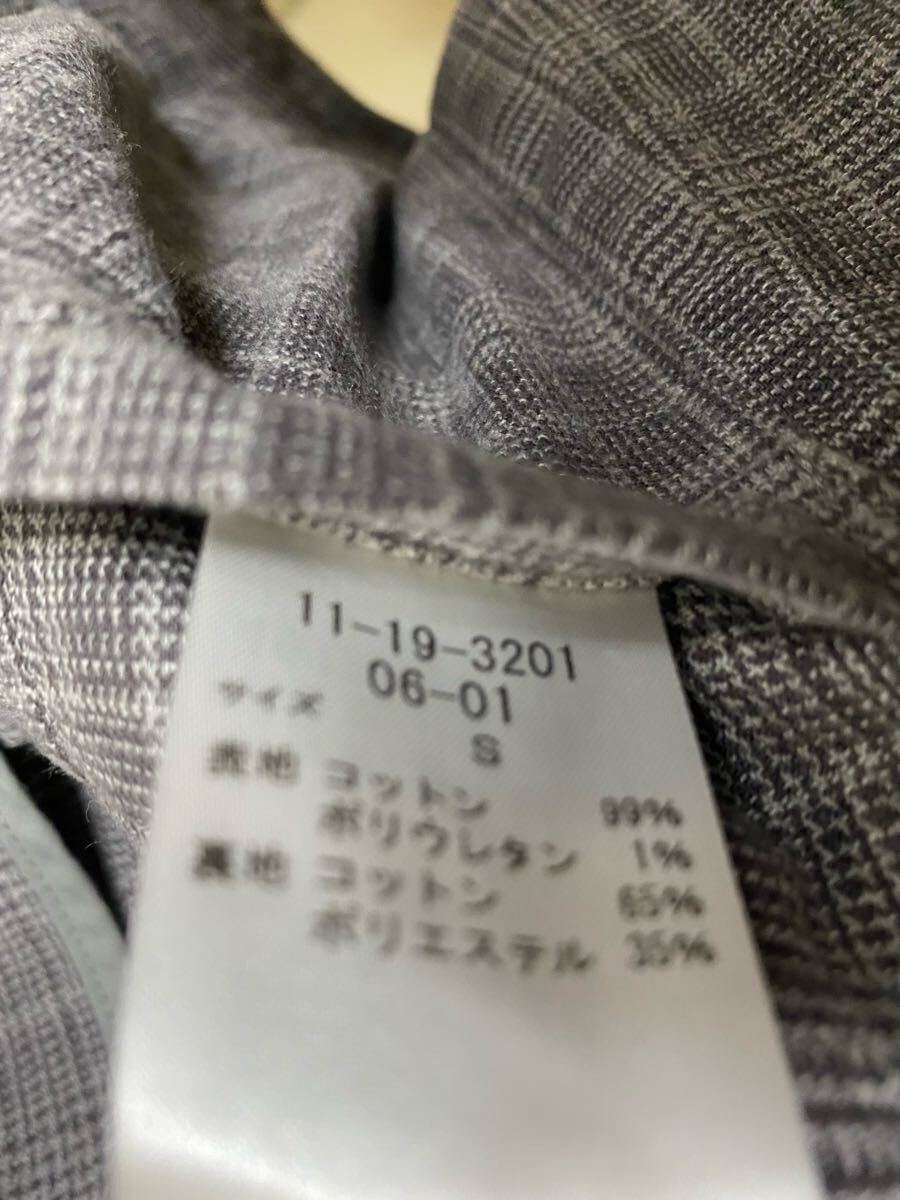 11-19-3201
06-01
サイズ S
表地 コットン 99%
ポリウレタン 1%
裏地 コットン 65%
ポリエステル 35%